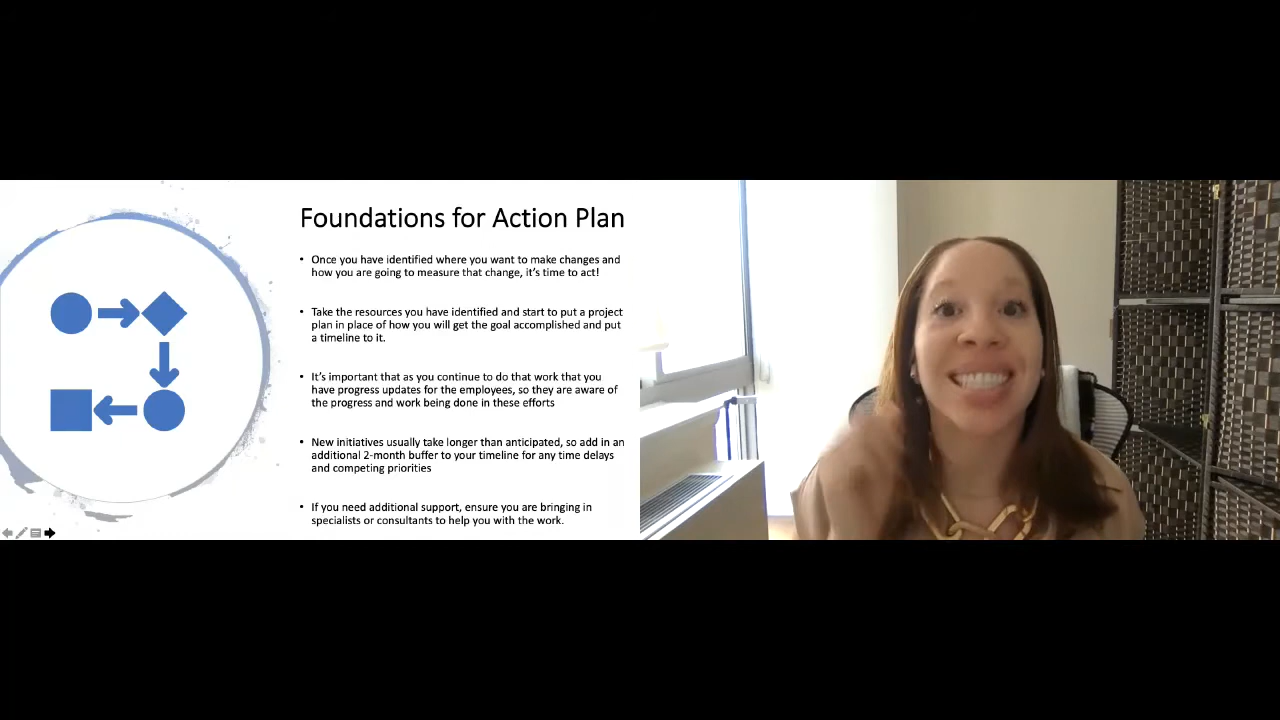 Foundations for Action Plan
• Once you have identified where you want to make changes and
how you are going to measure that change, it's time to act!
• Take the resources you have identified and start to put a project
plan in place of how you will get the goal accomplished and put
a timeline to it.
• It's important that as you continue to do that work that you
have progress updates for the employees, so they are aware of
the progress and work being done in these efforts
• New initiatives usually take longer than anticipated, so add in an
additional 2-month buffer to your timeline for any time delays
and competing priorities
• If you need additional support, ensure you are bringing in
specialists or consultants to help you with the work.